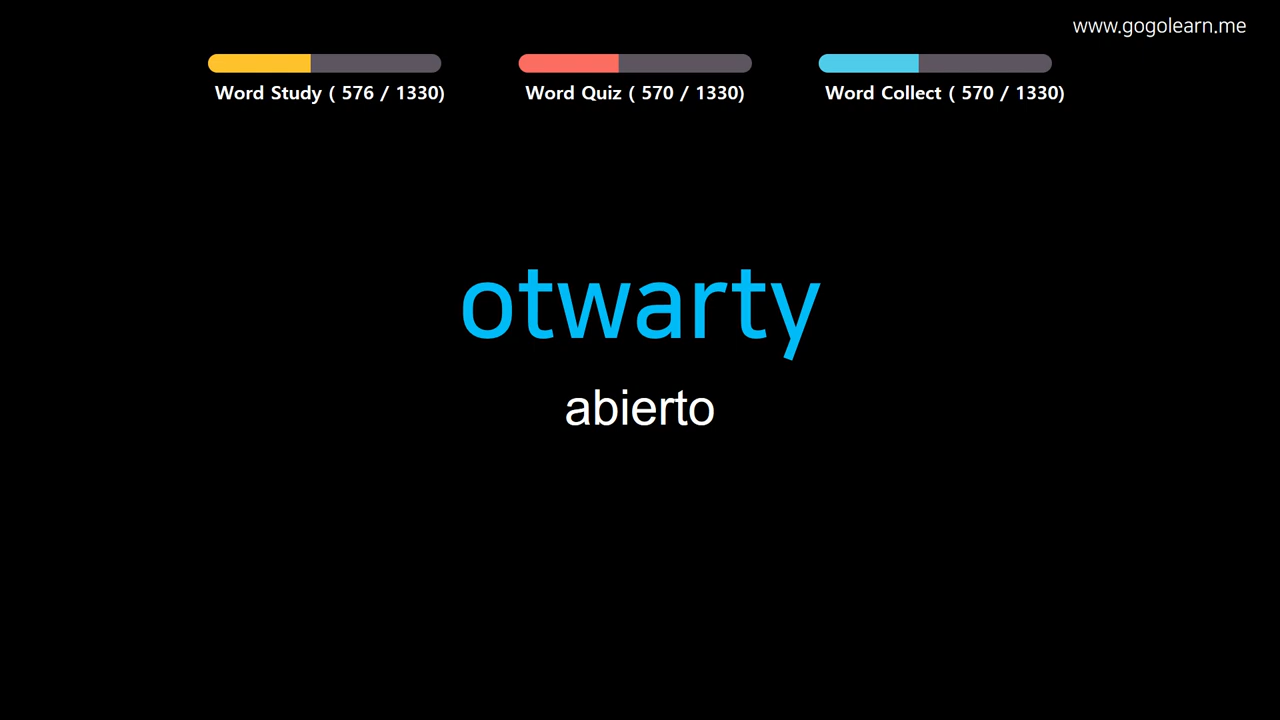 www.gogolearn.me
Word Study ( 576 / 1330)
Word Quiz ( 570 / 1330)
Word Collect ( 570 / 1330)
otwarty
abierto